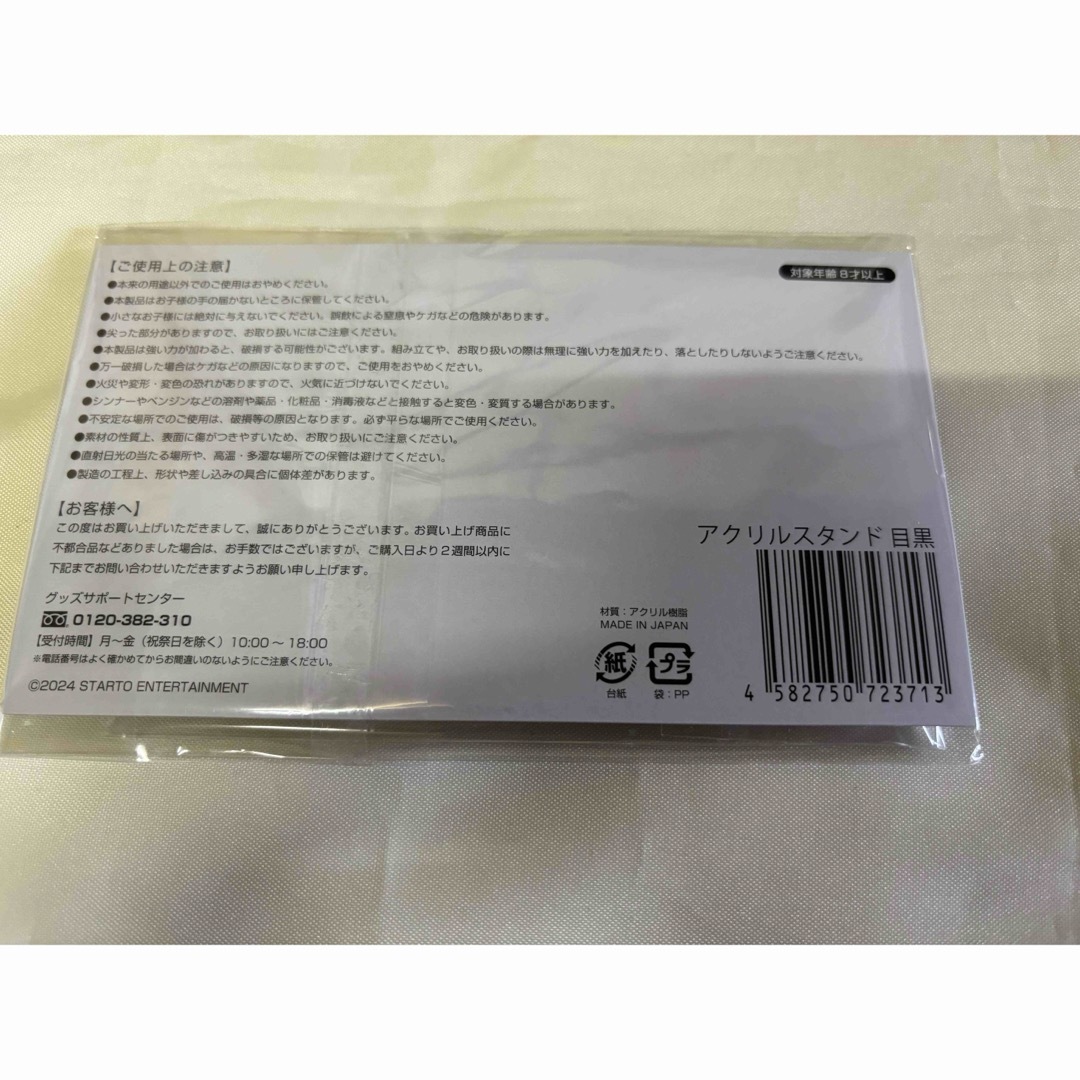 【ご使用上の注意】
対象年齢8才以上
●本来の用途以外でのご使用はおやめください。
●本製品はお子様の手の届かないところに保管してください。
●小さなお子様には絶対に与えないでください。誤飲による窒息やケガなどの危険があります。
●尖った部分がありますので、お取り扱いにはご注意ください。
●本製品は強い力が加わると、破損する可能性がございます。組み立てや、お取り扱いの際は無理に強い力を加えたり、落としたりしないようご注意ください。
●万一破損した場合はケガなどの原因になりますので、ご使用をおやめください。
●火災や変形・変色の恐れがありますので、火気に近づけないでください。
●シンナーやベンジンなどの溶剤や薬品・化粧品・消毒液などと接触すると変色・変質する場合があります。
●不安定な場所でのご使用は、破損等の原因となります。必ず平らな場所でご使用ください。
●素材の性質上、表面に傷がつきやすいため、お取り扱いにご注意ください。
●直射日光の当たる場所や、高温・多湿な場所での保管は避けてください。
●製造の工程上、形状や差し込みの具合に個体差があります。
【お客様へ】
この度はお買い上げいただきまして、誠にありがとうございます。お買い上げ商品に
不都合品などありました場合は、お手数ではございますが、ご購入日より2週間以内に
下記までお問い合わせいただきますようお願い申し上げます。
グッズサポートセンター
0120-382-310
【受付時間】月〜金（祝祭日を除く）10:00〜18:00
※電話番号はよく確かめてからお間違いのないようにご注意ください。
©2024 STARTO ENTERTAINMENT
アクリルスタンド 目黒
材質：アクリル樹脂
MADE IN JAPAN
紙
プラ
台紙
袋：PP
4 582750 723713